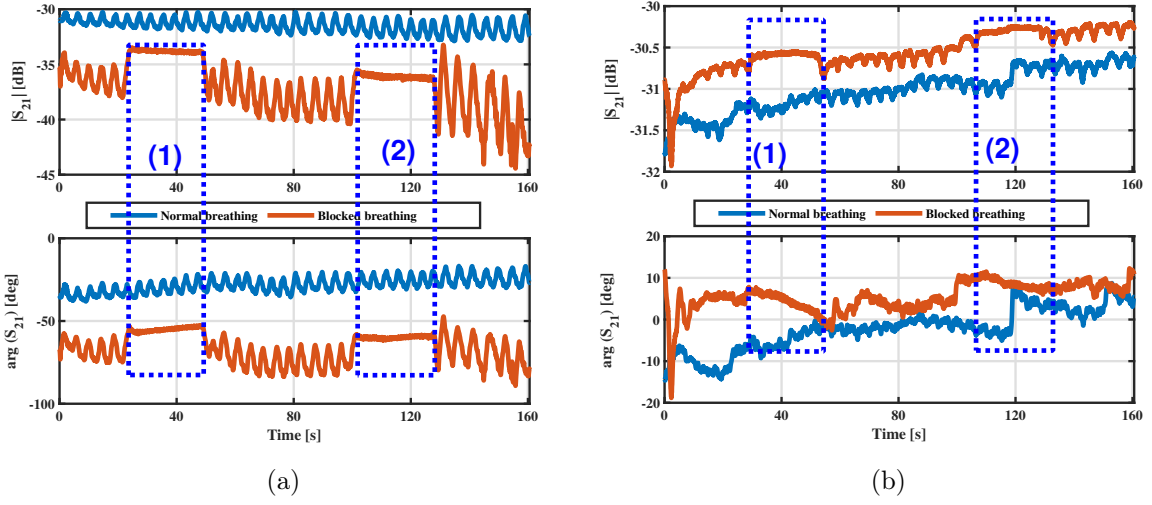 -30
-35
-40
-45
|S21| [dB]
0 40 80 120 160
(1)
(2)
Normal breathing Blocked breathing
0
-50
-100
arg (S21) [deg]
0 40 80 120 160
Time [s]
(a)
-30
-30.5
-31
-31.5
-32
|S21| [dB]
0 40 80 120 160
(1)
(2)
Normal breathing Blocked breathing
20
10
0
-10
-20
arg (S21) [deg]
0 40 80 120 160
Time [s]
(b)